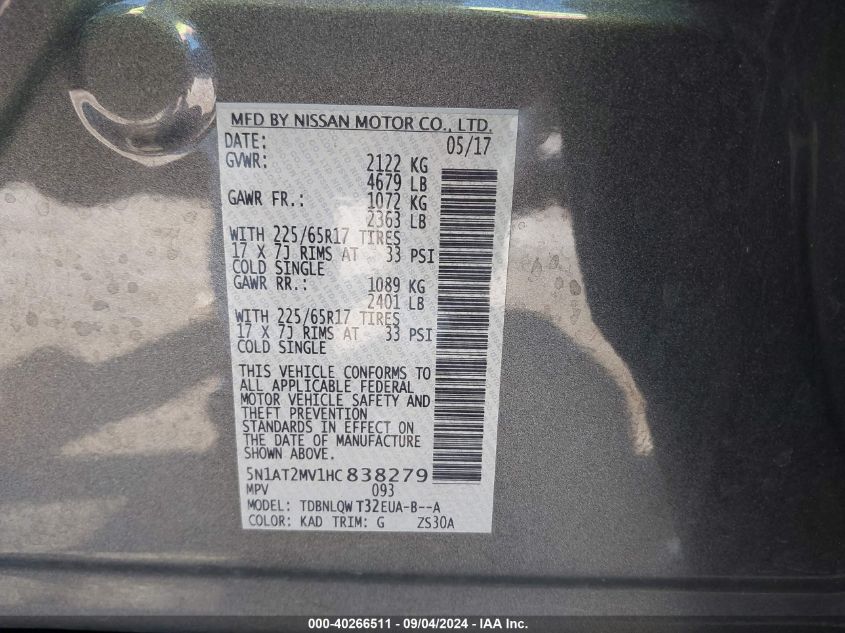 MFD BY NISSAN MOTOR CO., LTD.
DATE: 05/17
GVWR: 2122 KG
4679 LB
GAWR FR.: 1072 KG
2363 LB
WITH 225/65R17 TIRES
17 X 7J RIMS AT 33 PSI
COLD SINGLE
GAWR RR.: 1089 KG
2401 LB
WITH 225/65R17 TIRES
17 X 7J RIMS AT 33 PSI
COLD SINGLE
THIS VEHICLE CONFORMS TO
ALL APPLICABLE FEDERAL
MOTOR VEHICLE SAFETY AND
THEFT PREVENTION
STANDARDS IN EFFECT ON
THE DATE OF MANUFACTURE
SHOWN ABOVE.
5N1AT2MV1HC838279
MPV 093
MODEL: TDBNLQW T32EUA-B--A
COLOR: KAD TRIM: G ZS30A
000-40266511 - 09/04/2024 - IAA Inc.